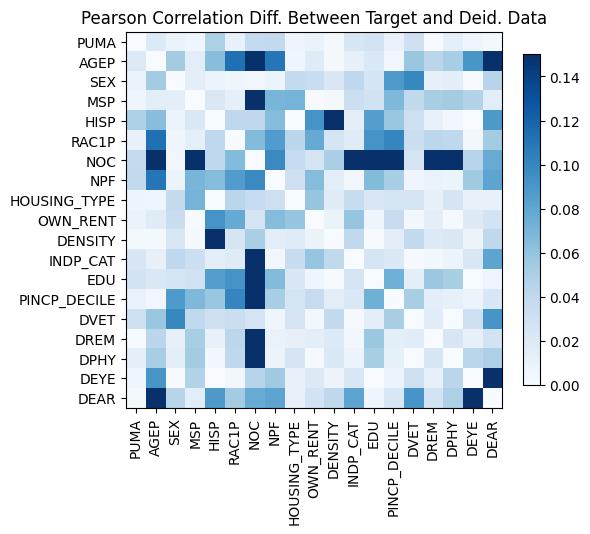 Pearson Correlation Diff. Between Target and Deid. Data
PUMA
AGEP
SEX
MSP
HISP
RAC1P
NOC
NPF
HOUSING_TYPE
OWN_RENT
DENSITY
INDP_CAT
EDU
PINCP_DECILE
DVET
DREM
DPHY
DEYE
DEAR
PUMA
AGEP
SEX
MSP
HISP
RAC1P
NOC
NPF
HOUSING_TYPE
OWN_RENT
DENSITY
INDP_CAT
EDU
PINCP_DECILE
DVET
DREM
DPHY
DEYE
DEAR
0.14
0.12
0.10
0.08
0.06
0.04
0.02
0.00